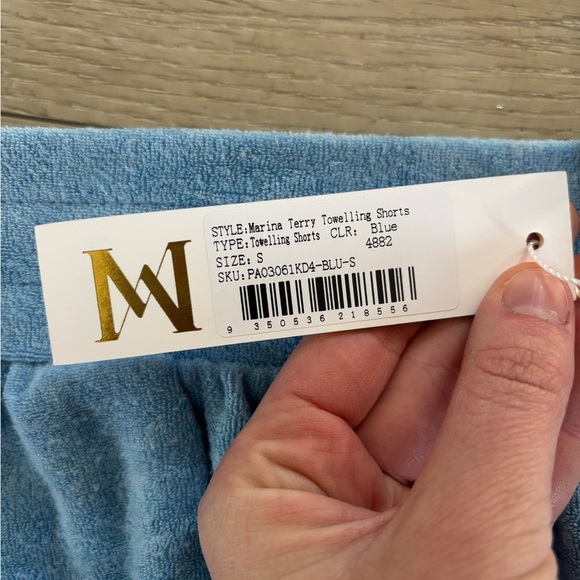 STYLE:Marina Terry Towelling Shorts
TYPE:Towelling Shorts CLR: Blue
SIZE: S 4882
SKU:PA03061KD4-BLU-S
9 350536 218556